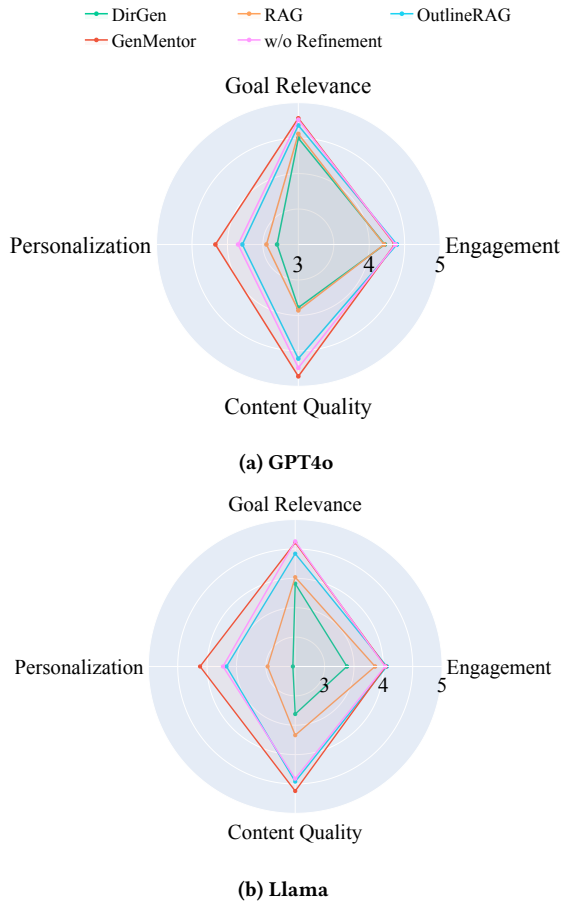 DirGen RAG OutlineRAG
GenMentor w/o Refinement
Goal Relevance
Personalization 3 4 5 Engagement
Content Quality
(a) GPT4o
Goal Relevance
Personalization 3 4 5 Engagement
Content Quality
(b) Llama